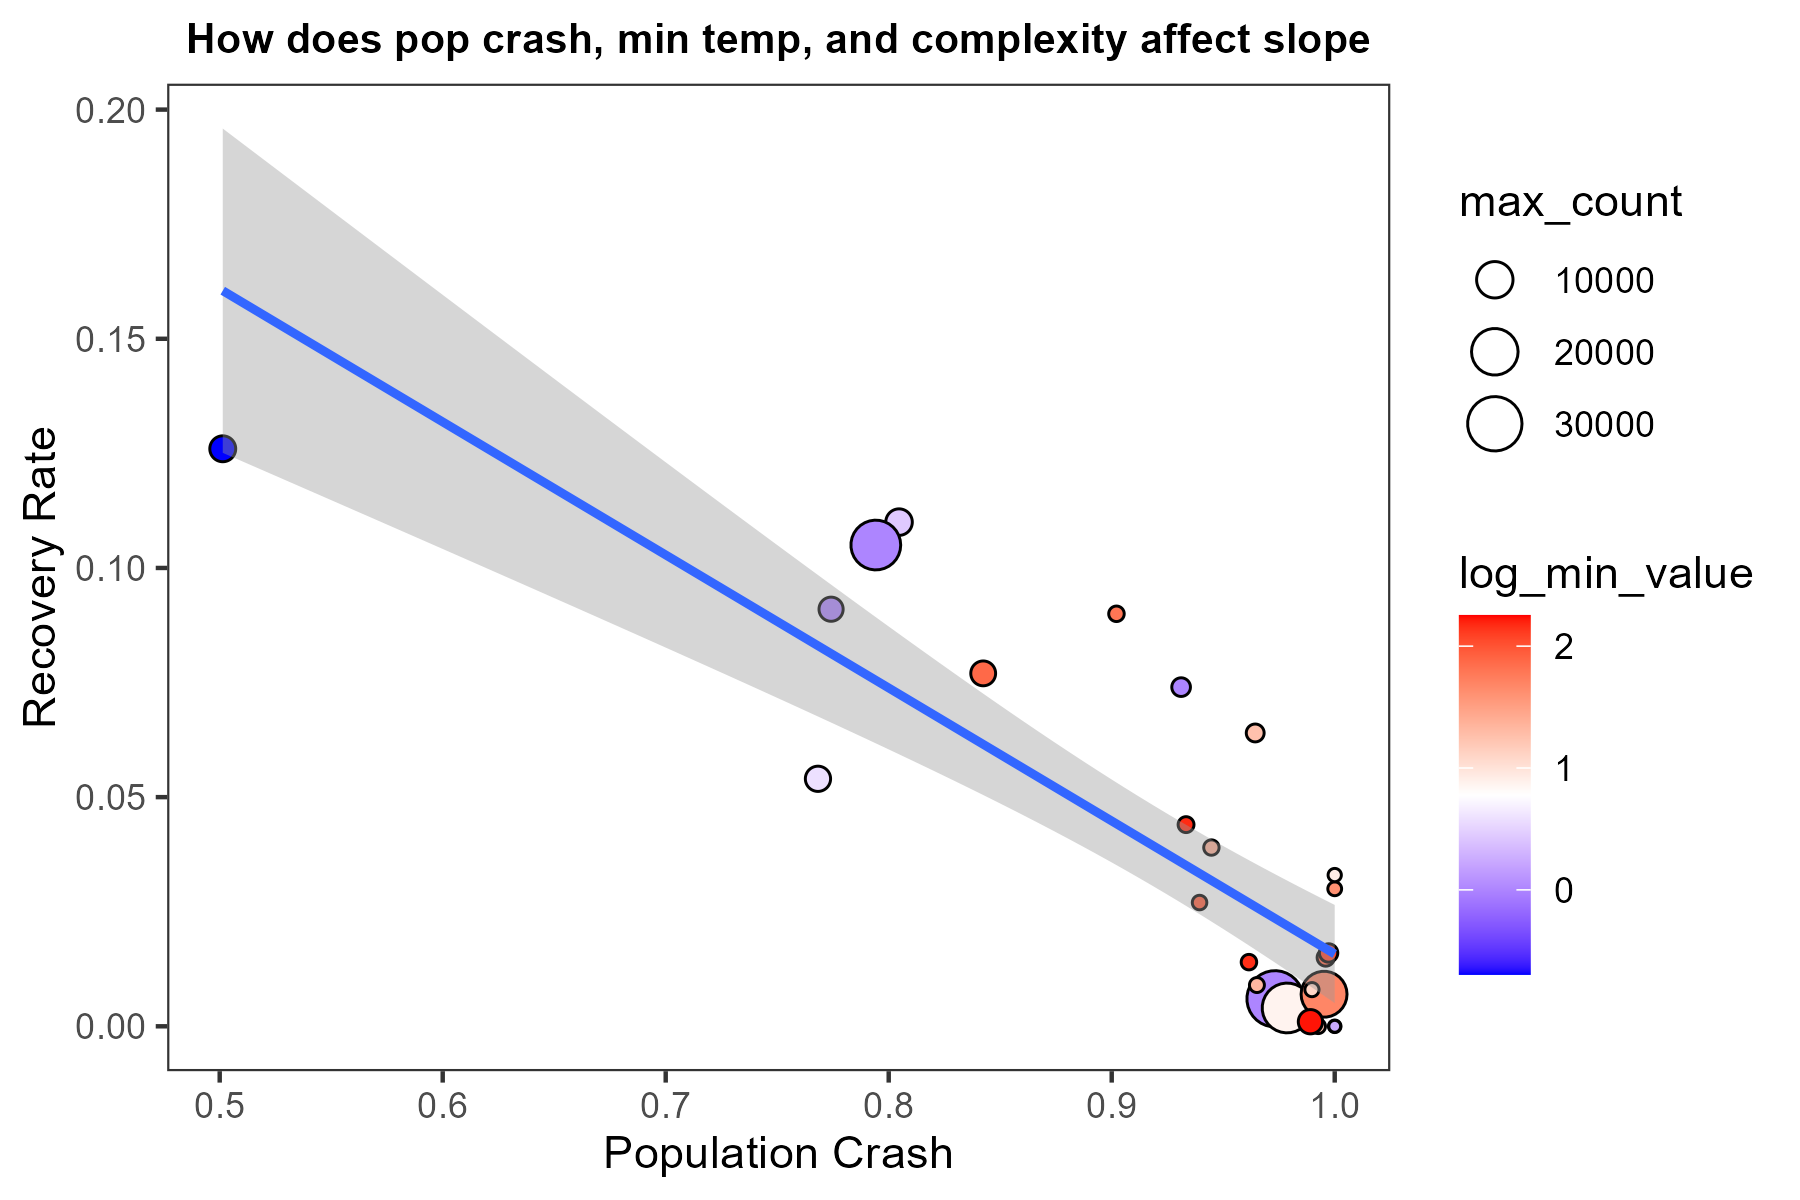 How does pop crash, min temp, and complexity affect slope
0.20
0.15
0.10
0.05
0.00
Recovery Rate
0.5 0.6 0.7 0.8 0.9 1.0
Population Crash
max_count
10000
20000
30000
log_min_value
2
1
0